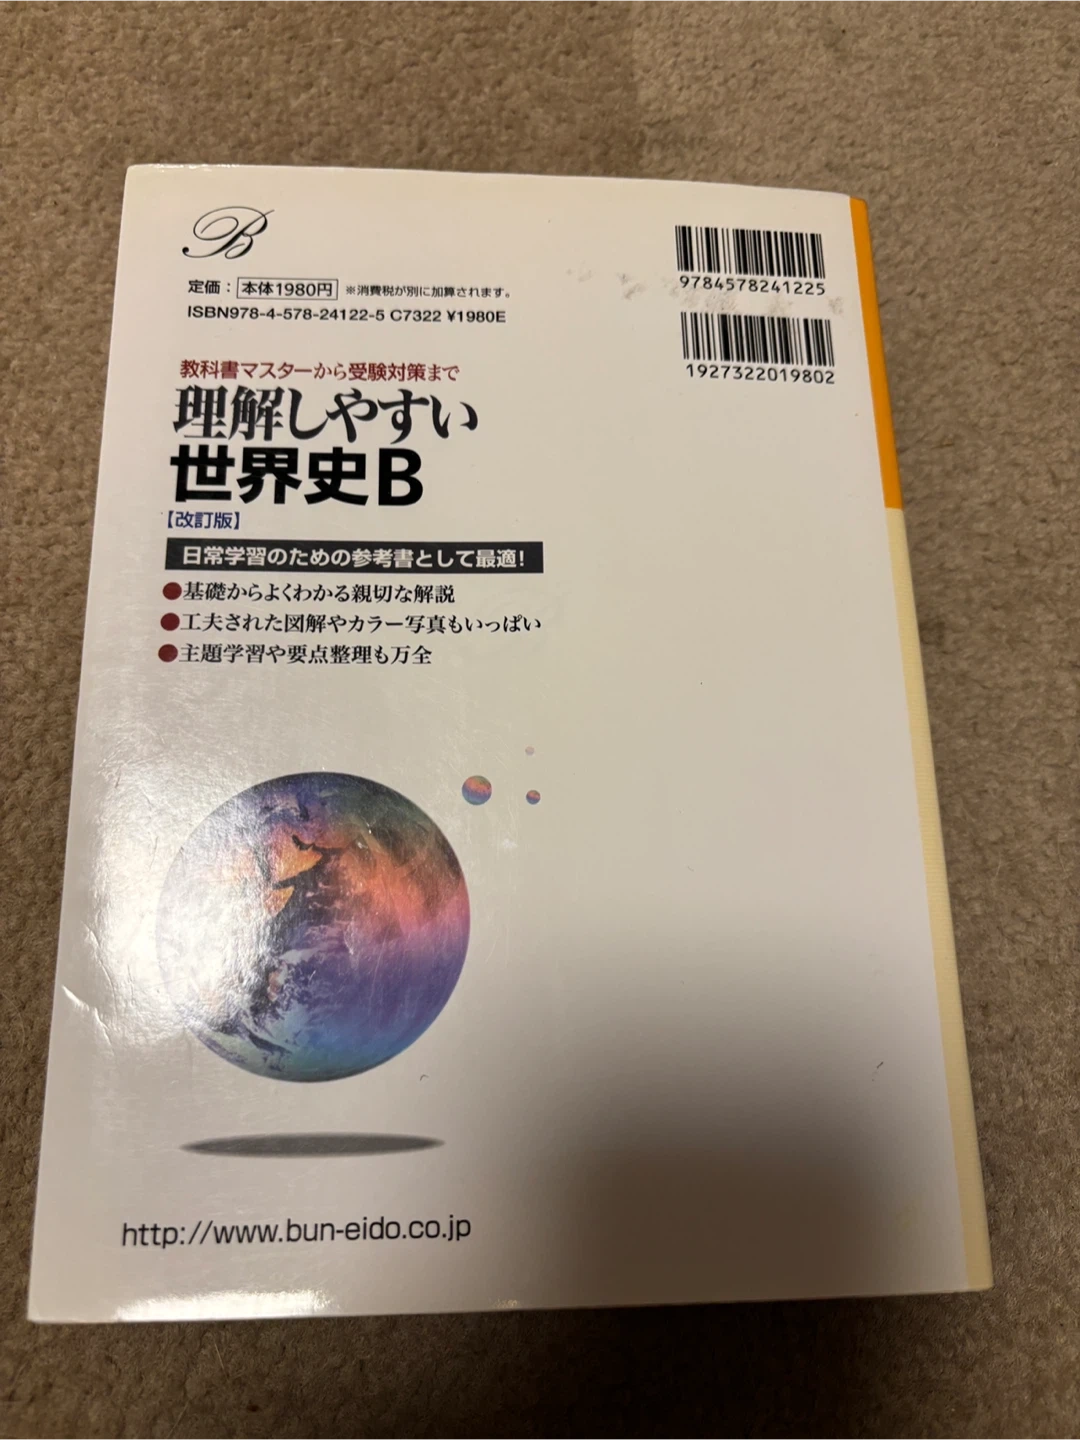 B
定価：本体1980円 ※消費税が別に加算されます。
ISBN978-4-578-24122-5 C7322 ¥1980E
9784578241225
1927322019802
教科書マスターから受験対策まで
理解しやすい
世界史B
【改訂版】
日常学習のための参考書として最適！
●基礎からよくわかる親切な解説
●工夫された図解やカラー写真もいっぱい
●主題学習や要点整理も万全
http://www.bun-eido.co.jp